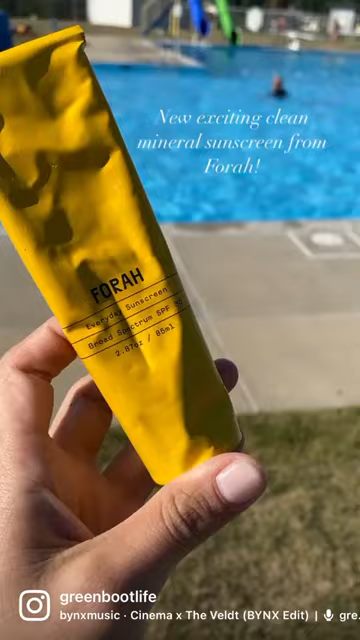 New exciting clean
mineral sunscreen from
Forah!
FORAH
Everyday Sunscreen
Broad Spectrum SPF 30
2.87oz / 85ml
greenbootlife
bynxmusic · Cinema x The Veldt (BYNX Edit) | gre